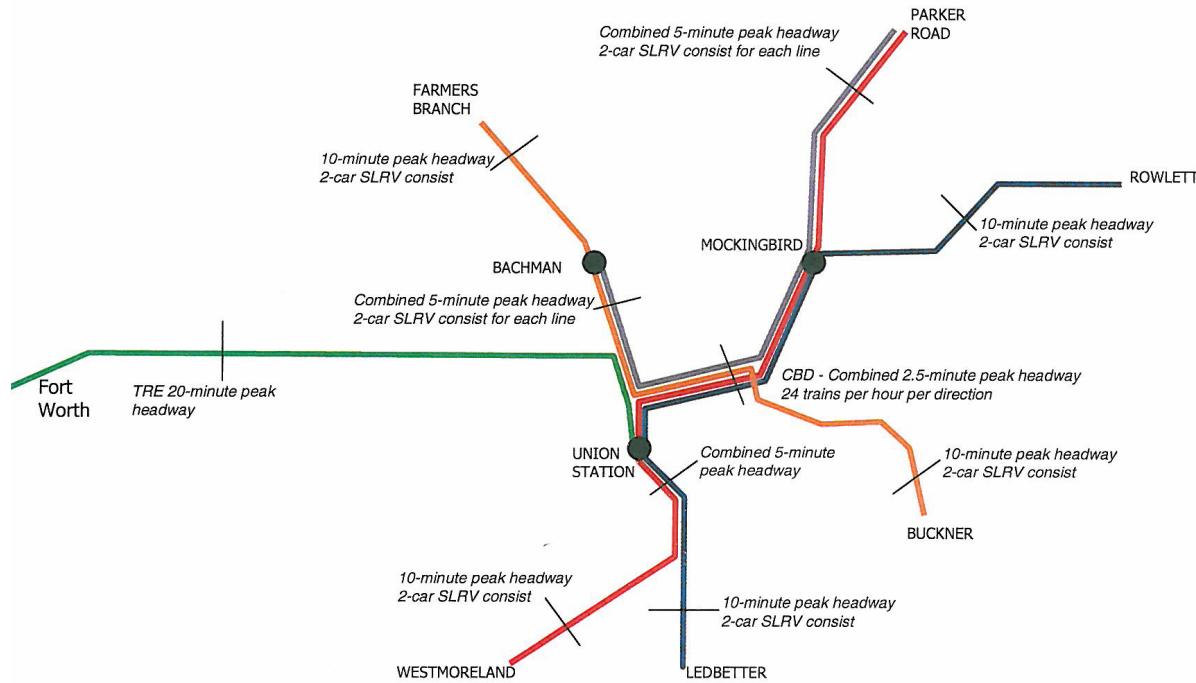 PARKER
ROAD
Combined 5-minute peak headway
2-car SLRV consist for each line
FARMERS
BRANCH
10-minute peak headway
2-car SLRV consist
ROWLETT
10-minute peak headway
2-car SLRV consist
MOCKINGBIRD
BACHMAN
Combined 5-minute peak headway
2-car SLRV consist for each line
Fort
Worth
TRE 20-minute peak
headway
CBD - Combined 2.5-minute peak headway
24 trains per hour per direction
UNION
STATION
Combined 5-minute
peak headway
10-minute peak headway
2-car SLRV consist
BUCKNER
10-minute peak headway
2-car SLRV consist
10-minute peak headway
2-car SLRV consist
WESTMORELAND
LEDBETTER